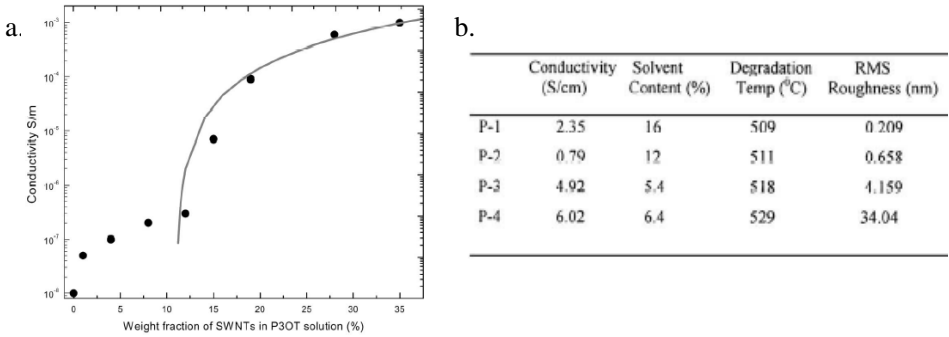 a.
10⁻³
10⁻⁴
10⁻⁵
10⁻⁶
10⁻⁷
10⁻⁸
Conductivity S/m
0 5 10 15 20 25 30 35
Weight fraction of SWNTs in P3OT solution (%)
b.
Conductivity Solvent Degradation RMS
(S/cm) Content (%) Temp (⁰C) Roughness (nm)
P-1 2.35 16 509 0.209
P-2 0.79 12 511 0.658
P-3 4.92 5.4 518 4.159
P-4 6.02 6.4 529 34.04